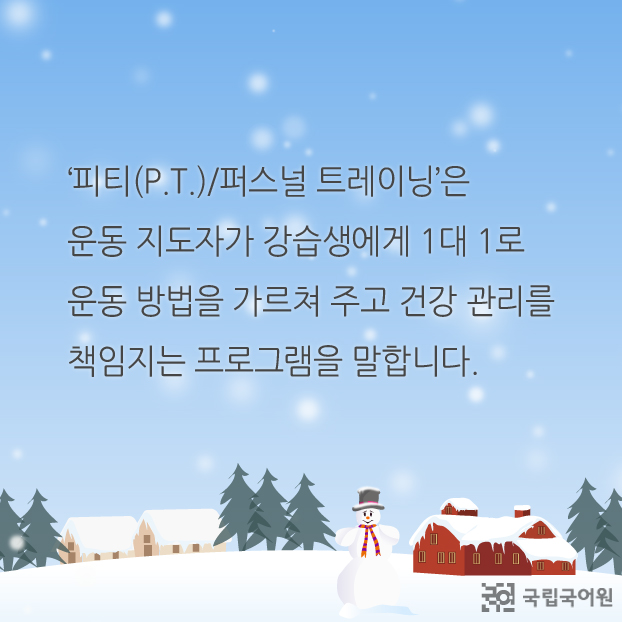 ‘피티(P.T.)/퍼스널 트레이닝’은
운동 지도자가 강습생에게 1대 1로
운동 방법을 가르쳐 주고 건강 관리를
책임지는 프로그램을 말합니다.
국립국어원